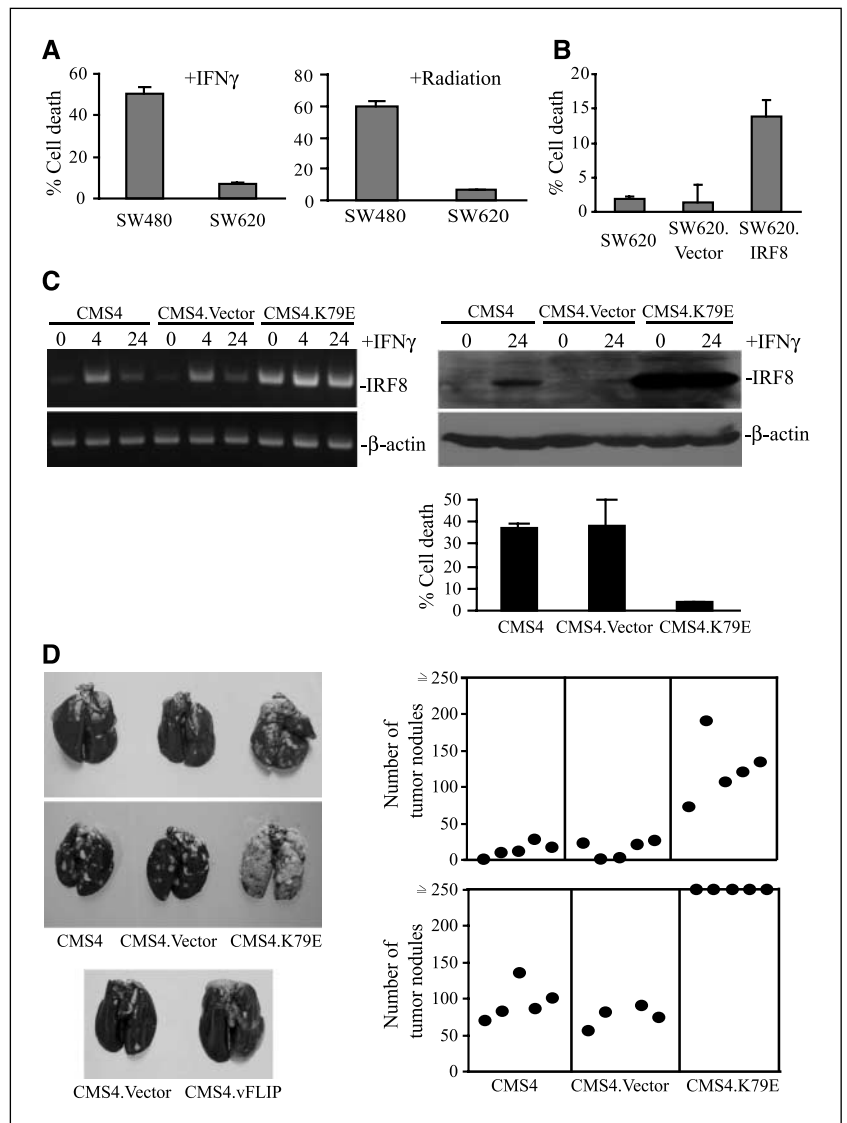 A
B
+IFNγ
+Radiation
% Cell death
60
40
20
0
SW480 SW620
80
60
40
20
0
SW480 SW620
% Cell death
20
15
10
5
0
SW620 SW620.Vector SW620.IRF8
C
CMS4 CMS4.Vector CMS4.K79E
0 4 24 0 4 24 0 4 24 +IFNγ
-IRF8
-β-actin
CMS4 CMS4.Vector CMS4.K79E
0 24 0 24 0 24 +IFNγ
-IRF8
-β-actin
% Cell death
50
40
30
20
10
0
CMS4 CMS4.Vector CMS4.K79E
D
CMS4 CMS4.Vector CMS4.K79E
CMS4.Vector CMS4.vFLIP
Number of
tumor nodules
≥ 250
200
150
100
50
0
Number of
tumor nodules
≥ 250
200
150
100
50
0
CMS4 CMS4.Vector CMS4.K79E